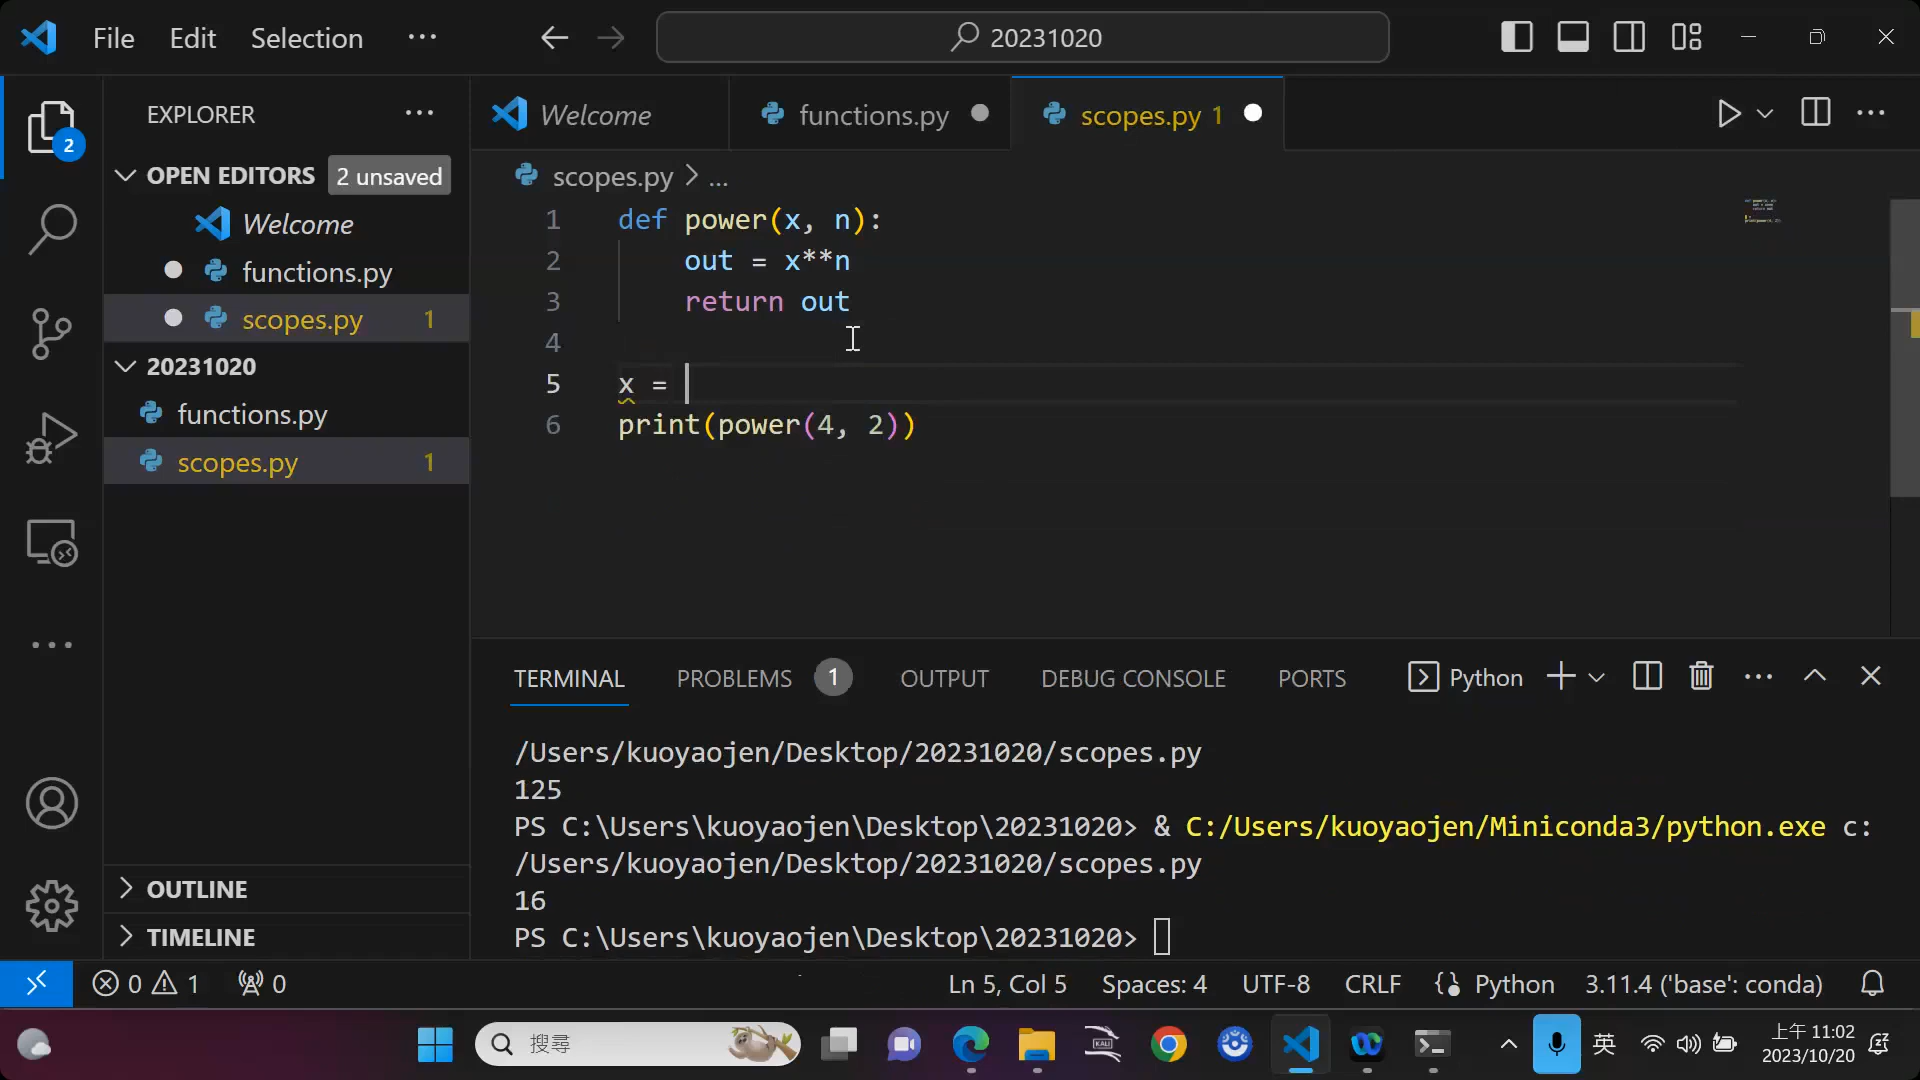 File Edit Selection ... 20231020
EXPLORER ...
Welcome functions.py scopes.py 1
OPEN EDITORS 2 unsaved
Welcome
functions.py
scopes.py 1
20231020
functions.py
scopes.py 1
OUTLINE
TIMELINE
2
scopes.py > ...
1 def power(x, n):
2 out = x**n
3 return out
4
5 x =
6 print(power(4, 2))
TERMINAL PROBLEMS 1 OUTPUT DEBUG CONSOLE PORTS Python
/Users/kuoyaojen/Desktop/20231020/scopes.py
125
PS C:\Users\kuoyaojen\Desktop\20231020> & C:/Users/kuoyaojen/Miniconda3/python.exe c:
/Users/kuoyaojen/Desktop/20231020/scopes.py
16
PS C:\Users\kuoyaojen\Desktop\20231020>
0 1 0 Ln 5, Col 5 Spaces: 4 UTF-8 CRLF Python 3.11.4 ('base': conda)
搜尋 英 上午 11:02
2023/10/20